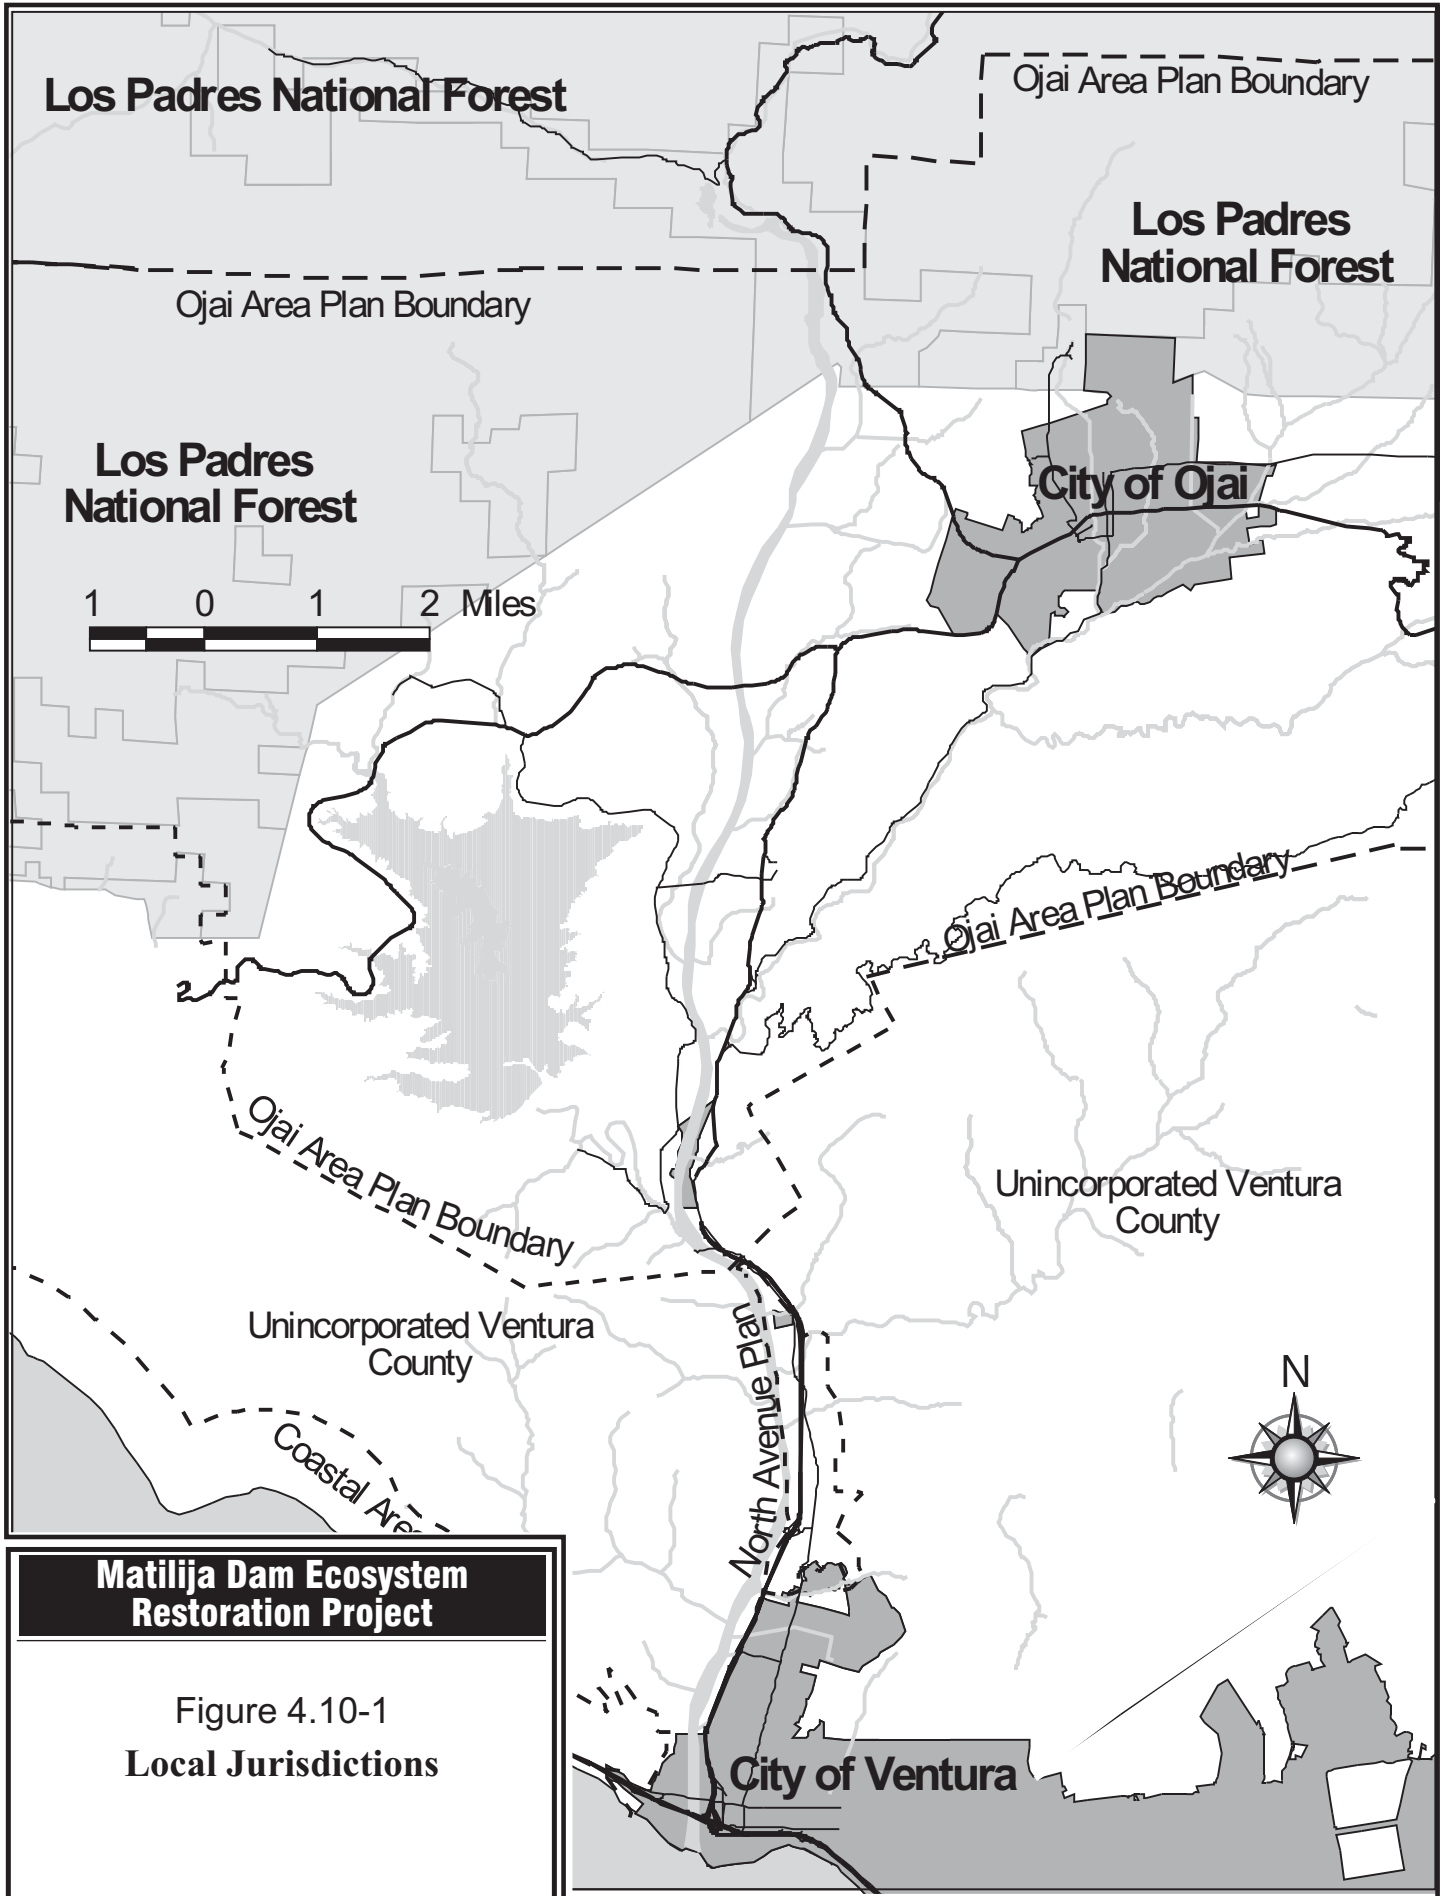 Los Padres National Forest
Ojai Area Plan Boundary
Los Padres
National Forest
Ojai Area Plan Boundary
Los Padres
National Forest
City of Ojai
1 0 1 2 Miles
Ojai Area Plan Boundary
Ojai Area Plan Boundary
Unincorporated Ventura
County
Unincorporated Ventura
County
North Avenue Plan
N
Coastal Area
Matilija Dam Ecosystem
Restoration Project
Figure 4.10-1
Local Jurisdictions
City of Ventura